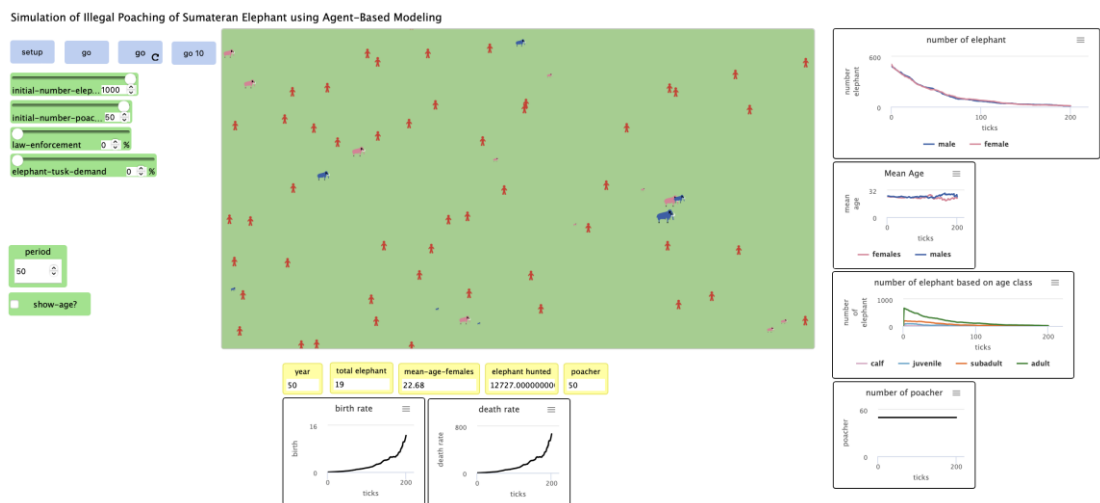 Simulation of Illegal Poaching of Sumateran Elephant using Agent-Based Modeling
setup
go
go
go 10
initial-number-elep... 1000
initial-number-poac... 50
law-enforcement 0 %
elephant-tusk-demand 0 %
period
50
show-age?
year
50
total elephant
19
mean-age-females
22.68
elephant hunted
poacher
50
birth rate
16
birth
0
0
200
ticks
death rate
800
death rate
0
0
200
ticks
number of elephant
600
number
elephant
0
0
100
200
ticks
male
female
Mean Age
32
mean
age
0
0
200
ticks
females
males
number of elephant based on age class
1000
number
of
elephant
0
0
100
200
ticks
calf
juvenile
subadult
adult
number of poacher
60
poacher
0
0
200
ticks